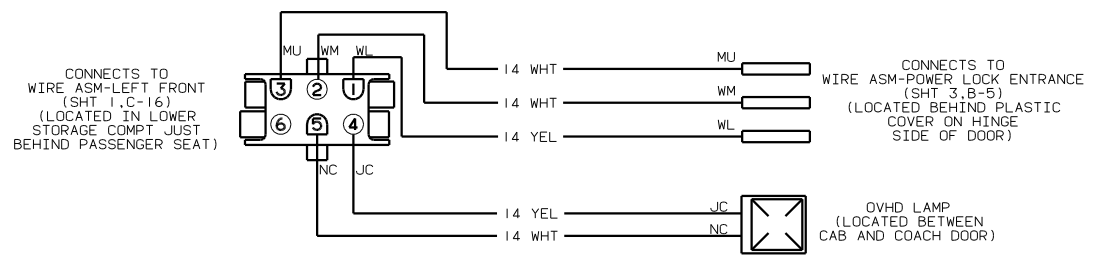 CONNECTS TO
WIRE ASM-LEFT FRONT
(SHT 1,C-16)
(LOCATED IN LOWER
STORAGE COMPT JUST
BEHIND PASSENGER SEAT)
MU
WM
WL
3
2
1
6
5
4
NC
JC
14 WHT
14 WHT
14 YEL
14 YEL
14 WHT
MU
WM
WL
JC
NC
CONNECTS TO
WIRE ASM-POWER LOCK ENTRANCE
(SHT 3,B-5)
(LOCATED BEHIND PLASTIC
COVER ON HINGE
SIDE OF DOOR)
OVHD LAMP
(LOCATED BETWEEN
CAB AND COACH DOOR)